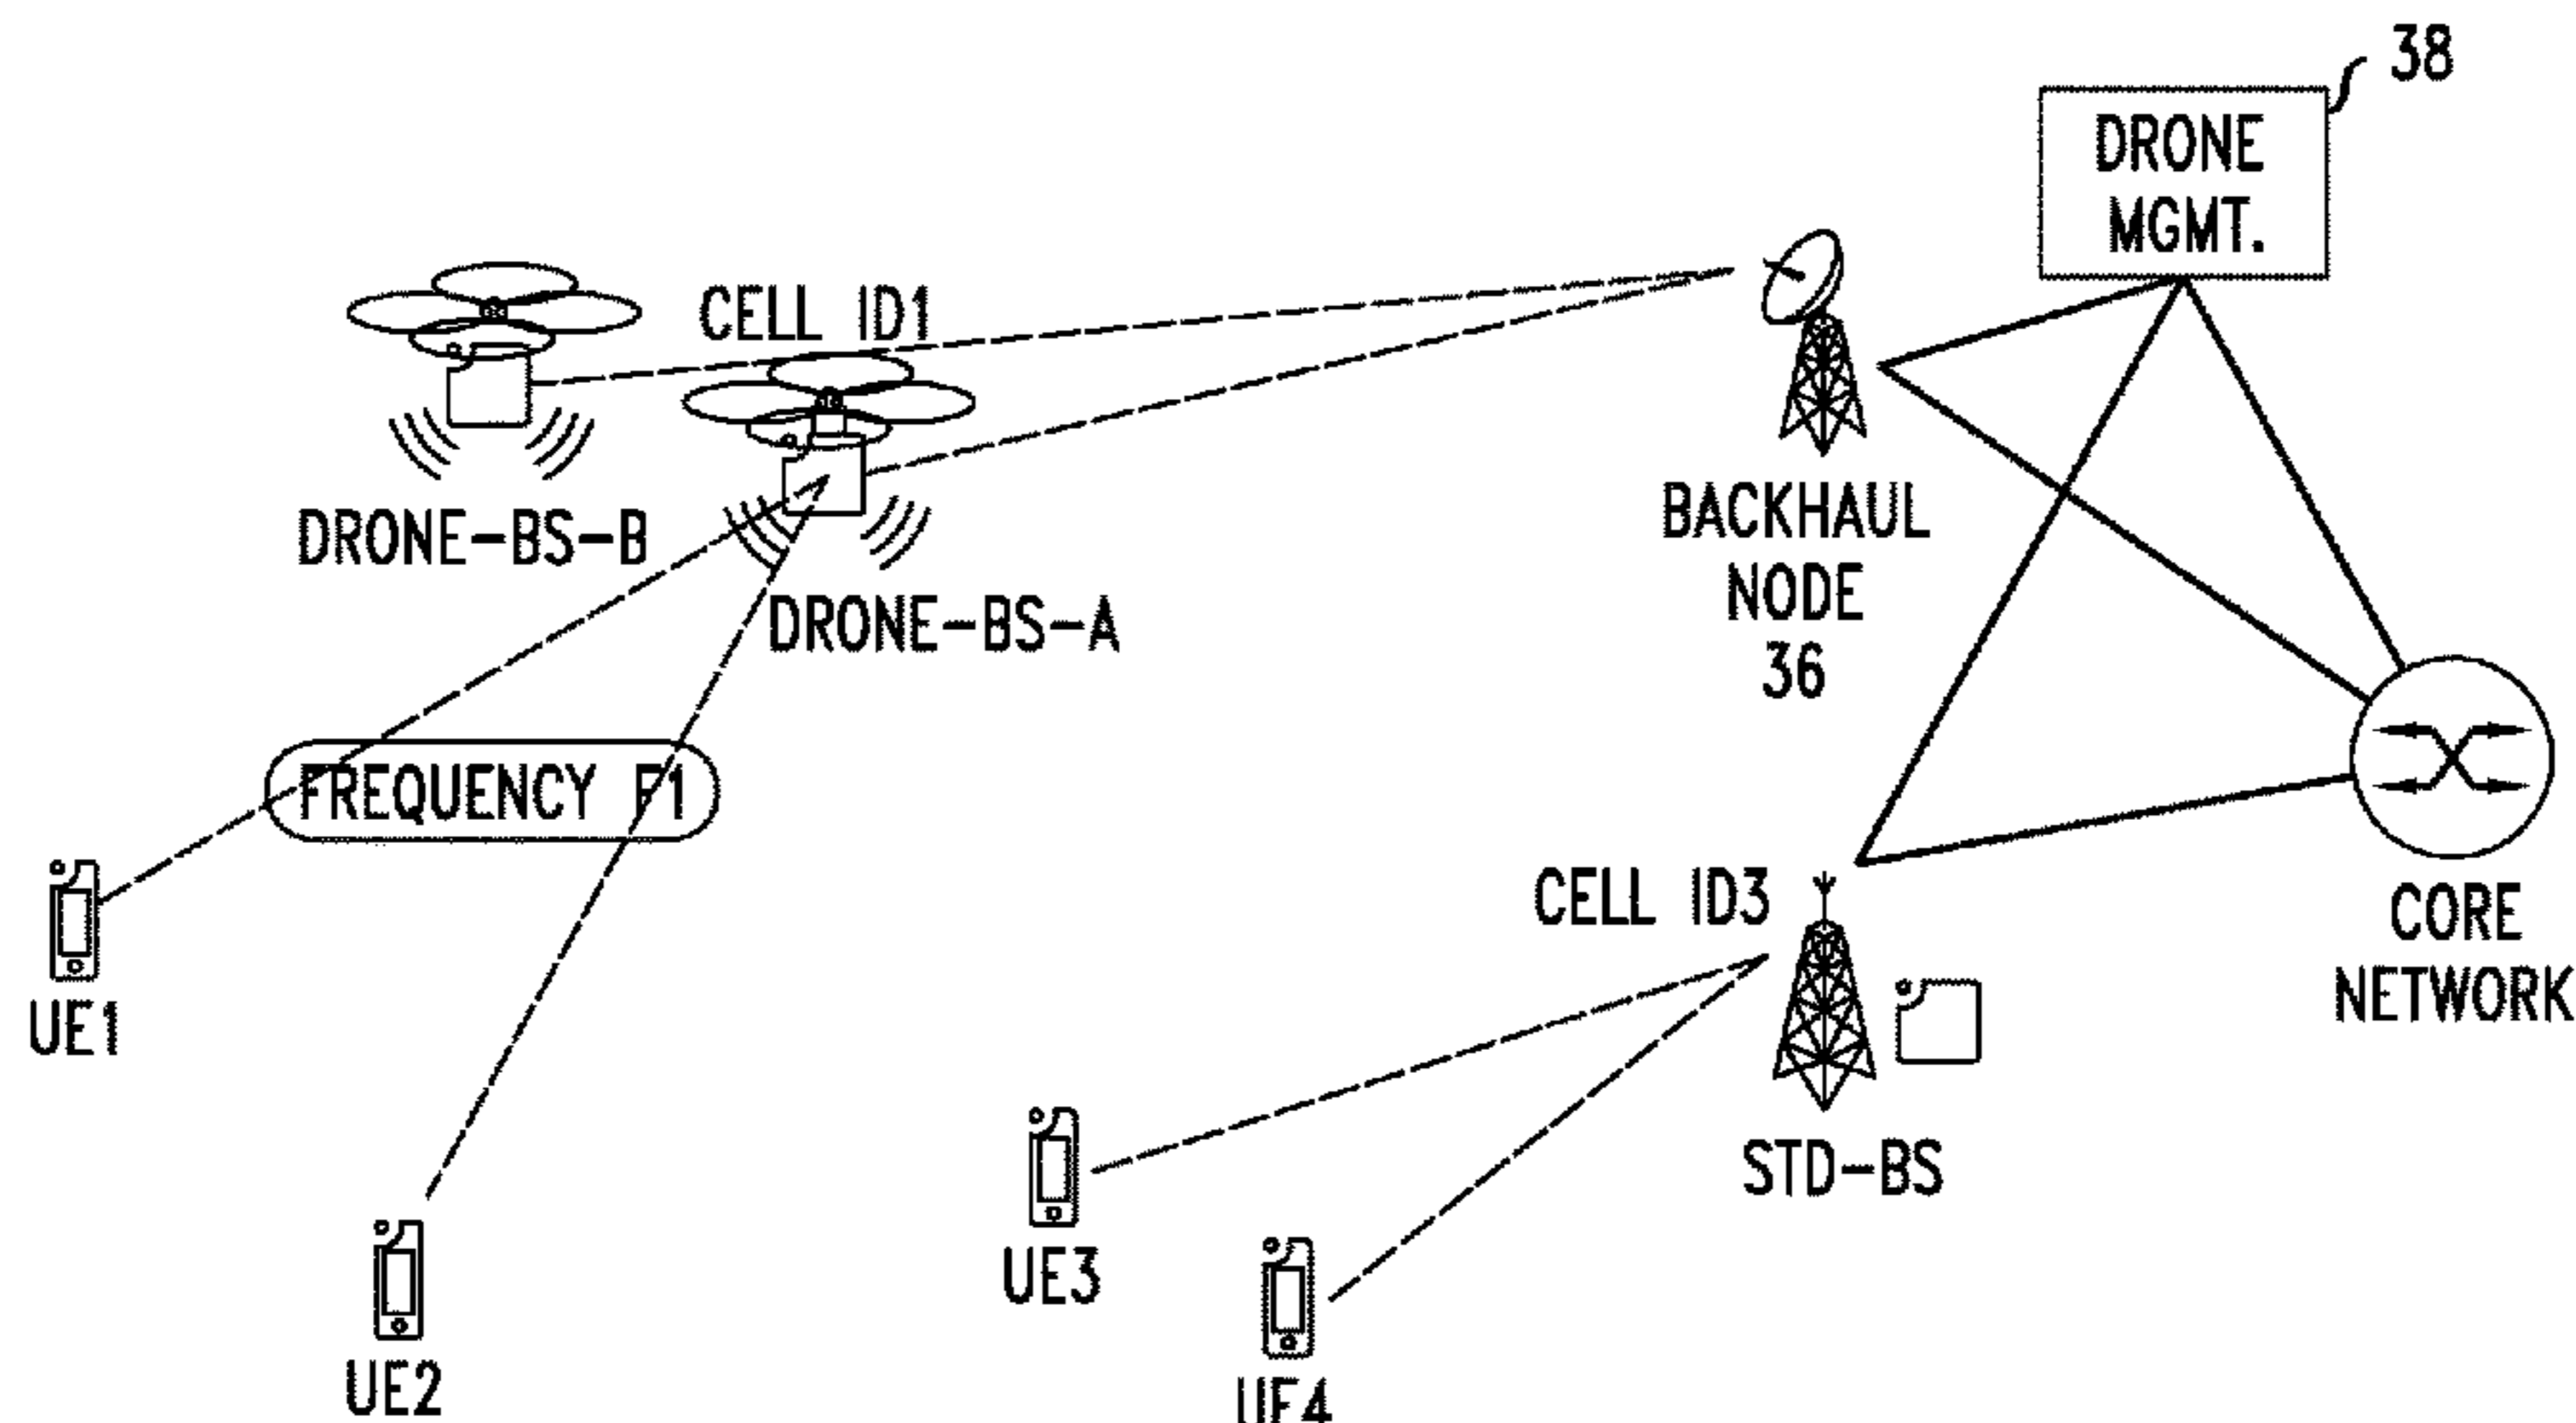 38
DRONE
MGMT.
CELL ID1
DRONE-BS-B
DRONE-BS-A
BACKHAUL
NODE
36
FREQUENCY F1
CELL ID3
CORE
NETWORK
UE1
STD-BS
UE3
UE2
UE4